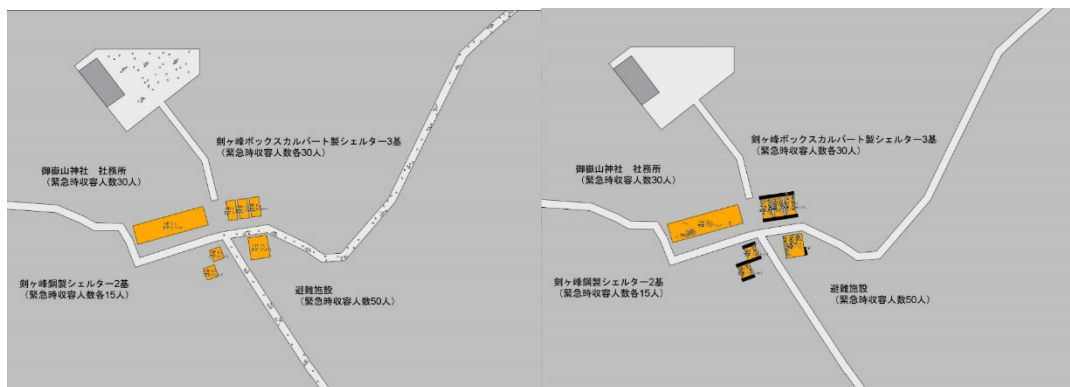 剣ヶ峰ボックスカルバート製シェルター3基
（緊急時収容人数各30人）
御嶽山神社　社務所
（緊急時収容人数30人）
剣ヶ峰鋼製シェルター2基
（緊急時収容人数各15人）
避難施設
（緊急時収容人数50人）
剣ヶ峰ボックスカルバート製シェルター3基
（緊急時収容人数各30人）
御嶽山神社　社務所
（緊急時収容人数30人）
剣ヶ峰鋼製シェルター2基
（緊急時収容人数各15人）
避難施設
（緊急時収容人数50人）